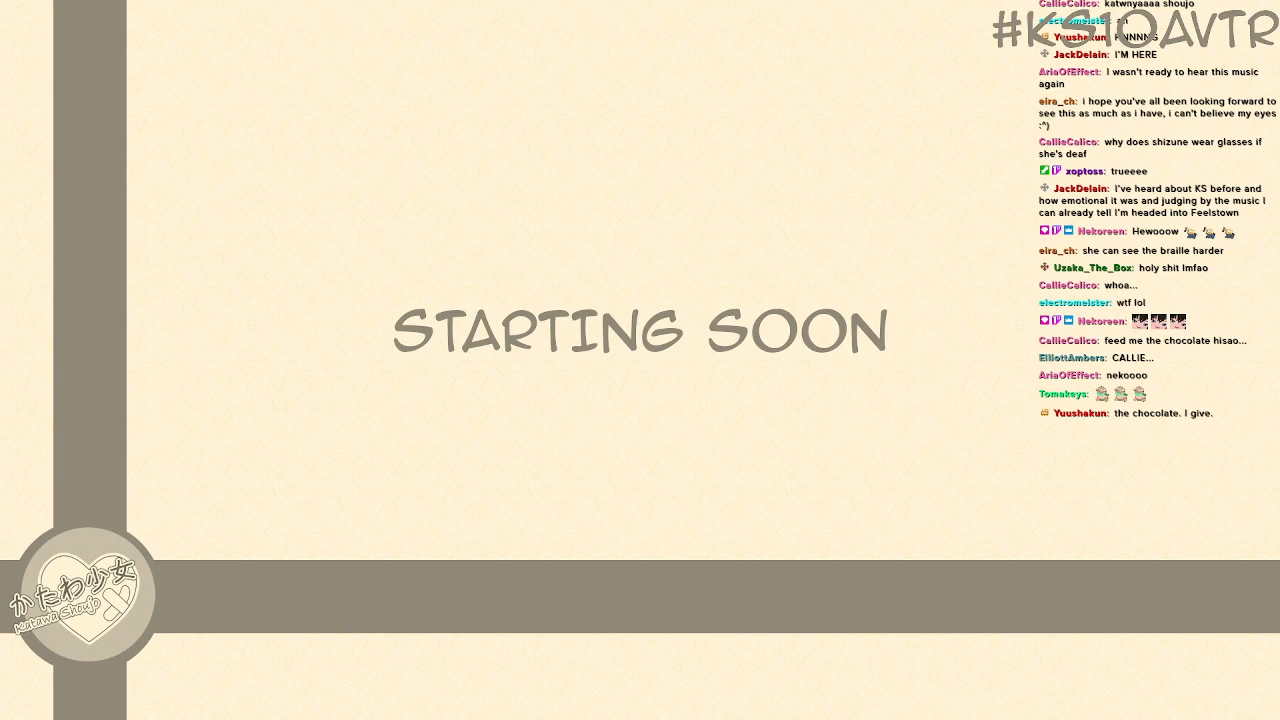 CallieCalico: katwnyaaaa shoujo
#KS10AVTR
electromeister: an
Yuushakun: HNNNNG
JackDelain: I'M HERE
AriaOfEffect: I wasn't ready to hear this music
again
eira_ch: i hope you've all been looking forward to
see this as much as i have, i can't believe my eyes
:^)
CallieCalico: why does shizune wear glasses if
she's deaf
xoptoss: trueeee
JackDelain: I've heard about KS before and
how emotional it was and judging by the music I
can already tell I'm headed into Feelstown
Nekoreen: Hewooow
eira_ch: she can see the braille harder
Uzaka_The_Box: holy shit lmfao
CallieCalico: whoa...
electromeister: wtf lol
Nekoreen:
CallieCalico: feed me the chocolate hisao...
ElliottAmbers: CALLIE...
AriaOfEffect: nekoooo
Tomakeys:
Yuushakun: the chocolate. I give.
STARTING SOON
かたわ少女
Katawa Shoujo